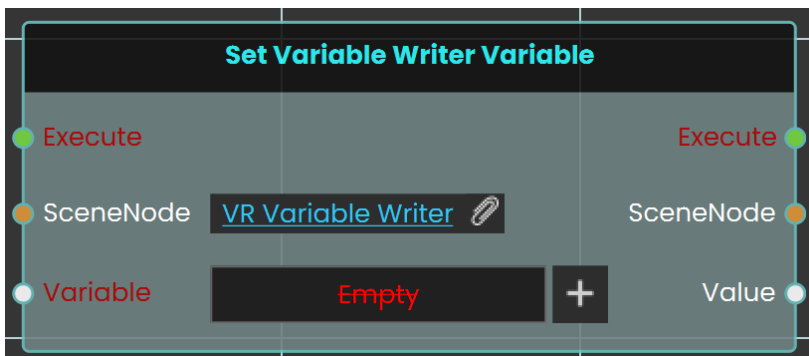 Set Variable Writer Variable
Execute Execute
SceneNode VR Variable Writer SceneNode
Variable Empty + Value